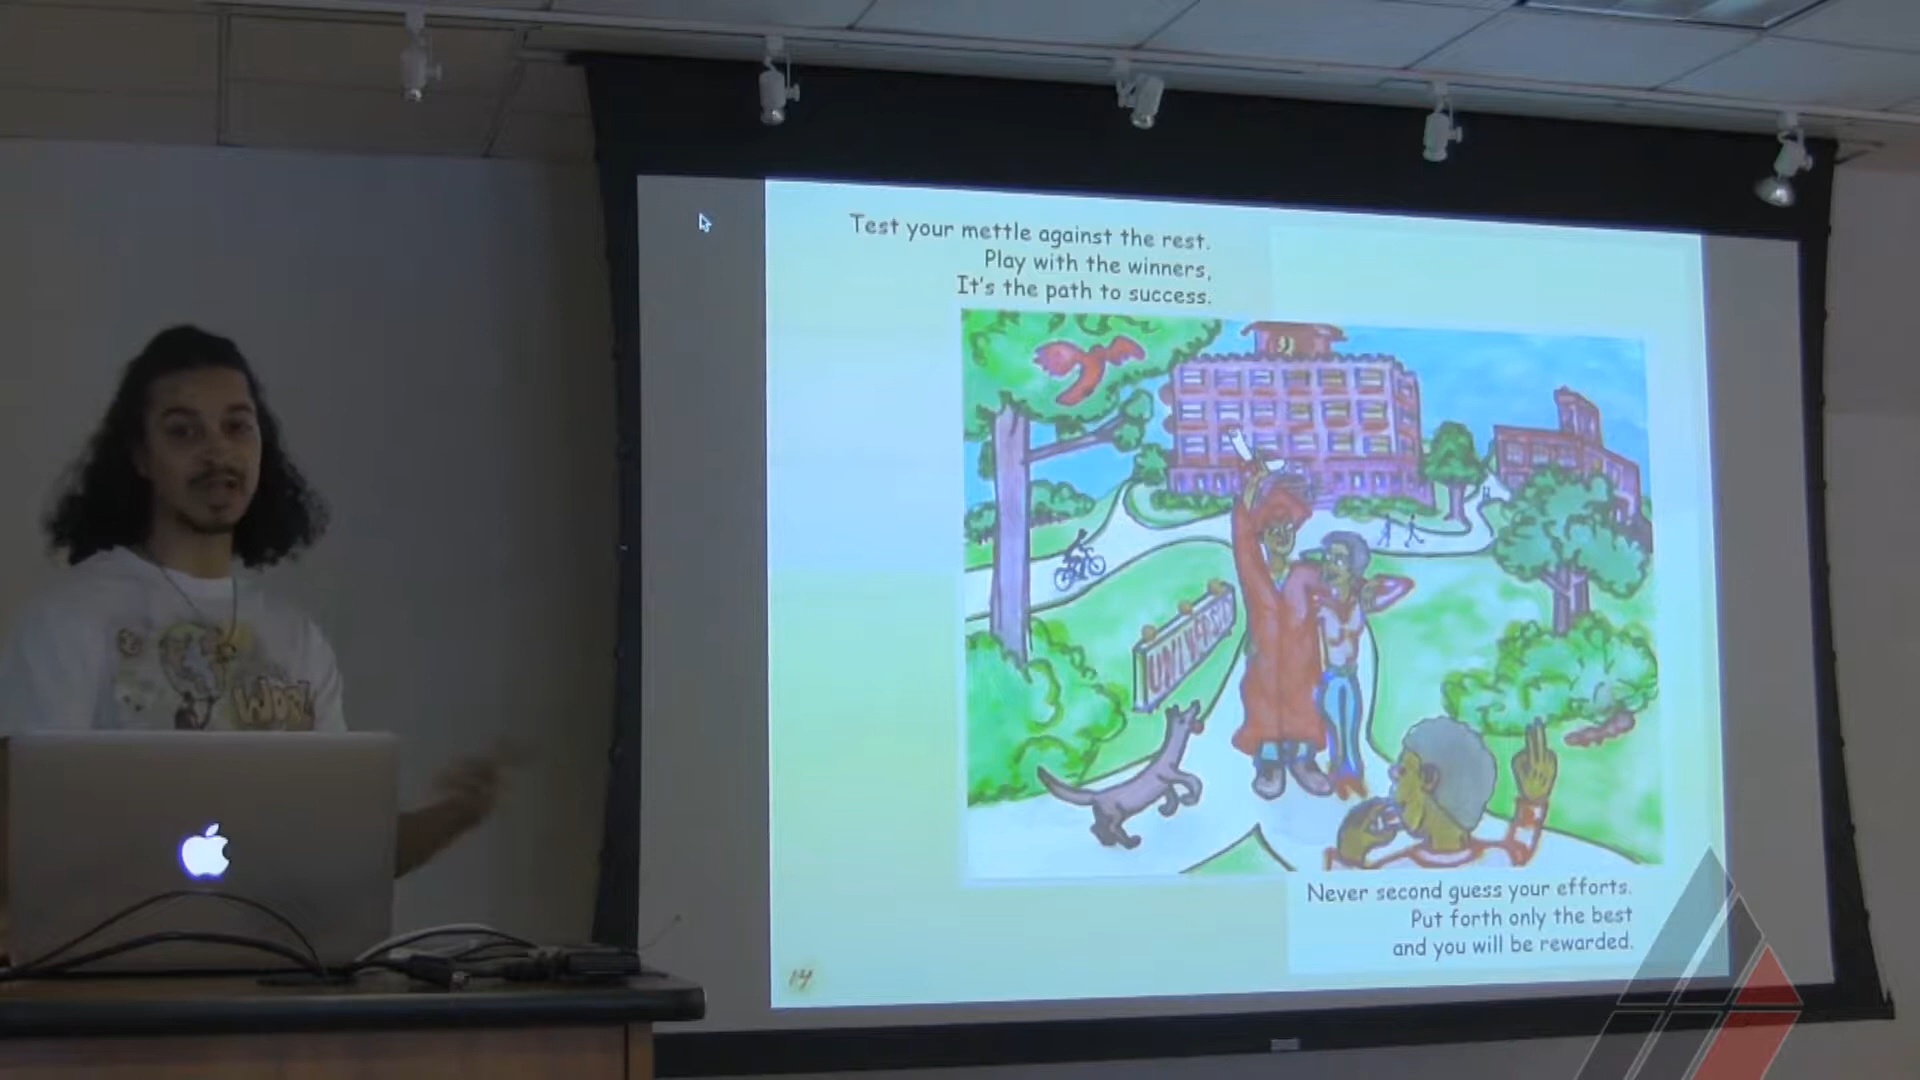 Test your mettle against the rest.
Play with the winners,
It's the path to success.
Never second guess your efforts.
Put forth only the best
and you will be rewarded.
14